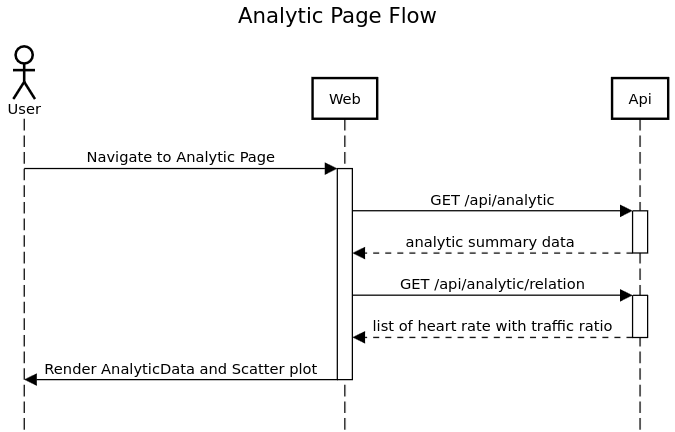 Analytic Page Flow
User
Web
Api
Navigate to Analytic Page
GET /api/analytic
analytic summary data
GET /api/analytic/relation
list of heart rate with traffic ratio
Render AnalyticData and Scatter plot